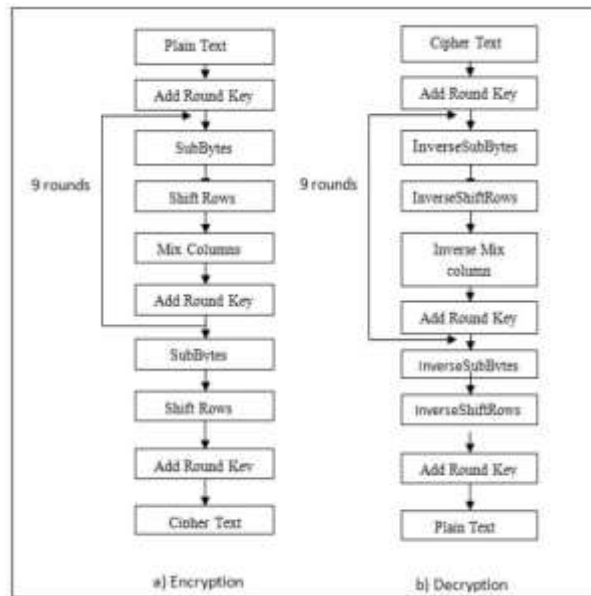 Plain Text
Add Round Key
SubBytes
9 rounds
Shift Rows
Mix Columns
Add Round Key
SubBytes
Shift Rows
Add Round Key
Cipher Text
a) Encryption
Cipher Text
Add Round Key
InverseSubBytes
9 rounds
InverseShiftRows
Inverse Mix
column
Add Round Key
InverseSubBytes
InverseShiftRows
Add Round Key
Plain Text
b) Decryption